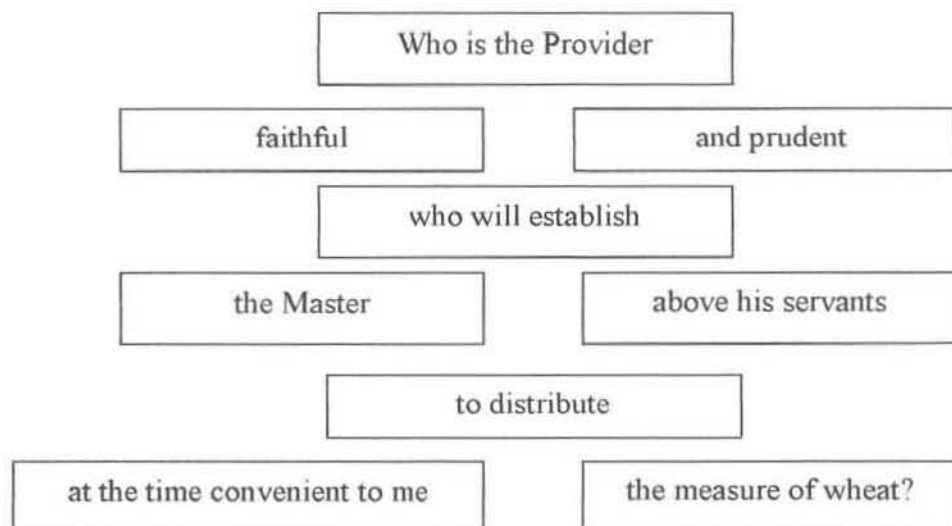 Who is the Provider
faithful
and prudent
who will establish
the Master
above his servants
to distribute
at the time convenient to me
the measure of wheat?